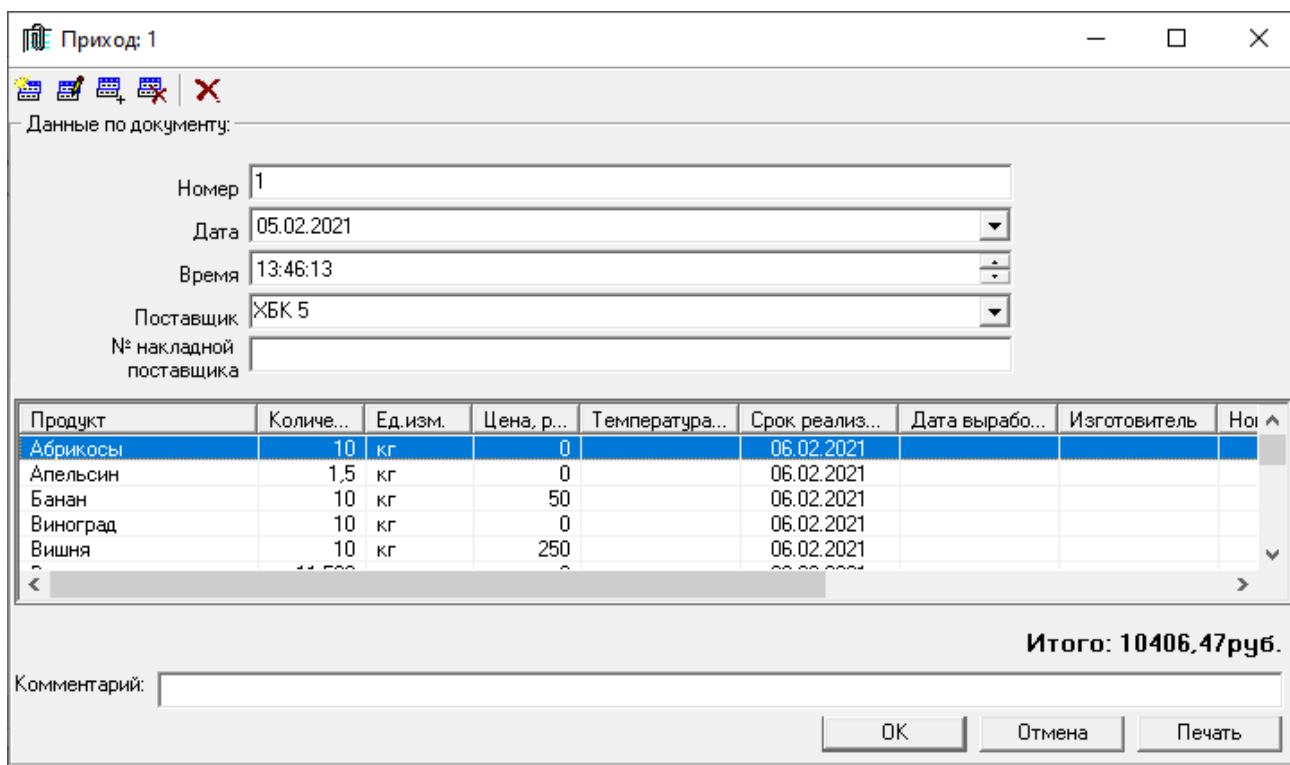 Приход: 1
Данные по документу:
Номер 1
Дата 05.02.2021
Время 13:46:13
Поставщик ХБК 5
№ накладной
поставщика
Продукт Количе... Ед.изм. Цена, р... Температура... Срок реализ... Дата вырабо... Изготовитель
Абрикосы 10 кг 0 06.02.2021
Апельсин 1,5 кг 0 06.02.2021
Банан 10 кг 50 06.02.2021
Виноград 10 кг 0 06.02.2021
Вишня 10 кг 250 06.02.2021
Итого: 10406,47руб.
Комментарий:
ОК Отмена Печать